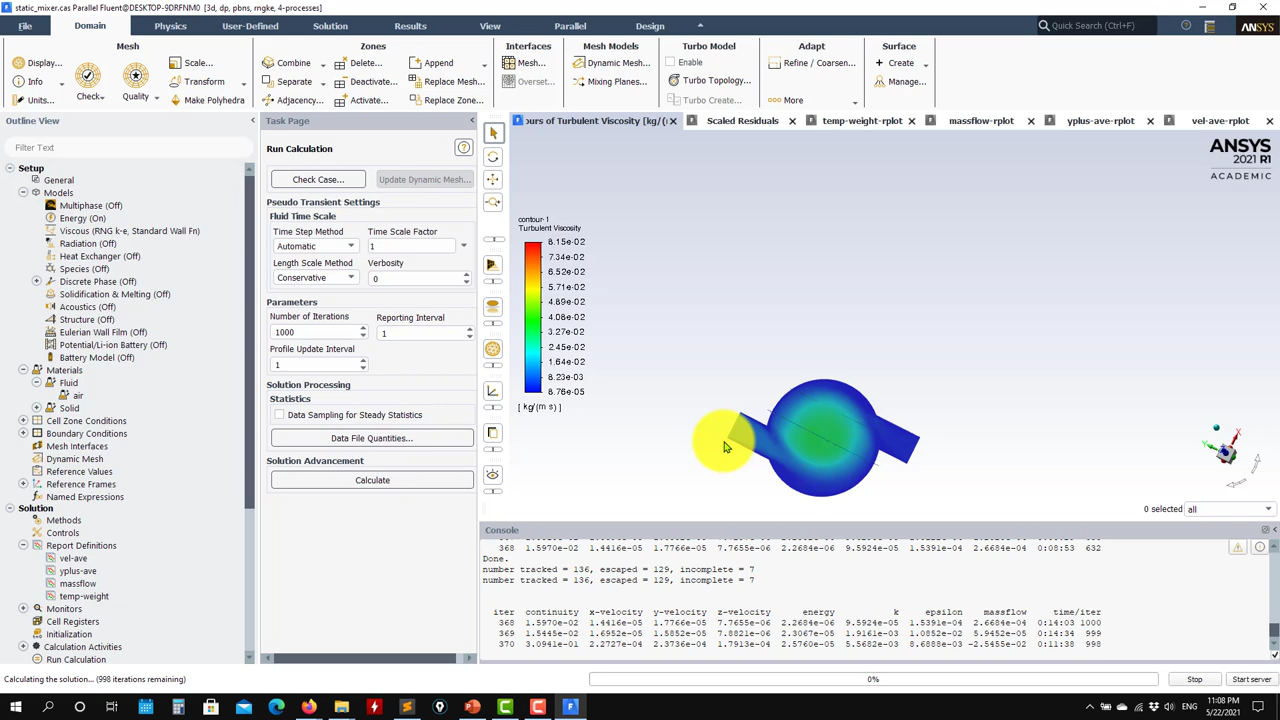 static_mixer.cas Parallel Fluent@DESKTOP-9DRFNM0 [3d, dp, pbns, rngke, 4-processes]
File Domain Physics User-Defined Solution Results View Parallel Design Quick Search (Ctrl+F) ANSYS
Mesh Zones Interfaces Mesh Models Turbo Model Adapt Surface
Display... Scale... Combine Delete... Append Mesh... Dynamic Mesh... Enable Refine / Coarsen... Create
Info Transform Separate Deactivate... Replace Mesh... Overset... Mixing Planes... Turbo Topology... Manage...
Units... Check Quality Make Polyhedra Adjacency... Activate... Replace Zone... Turbo Create... More
Outline View
Filter Text
Setup
General
Models
Multiphase (Off)
Energy (On)
Viscous (RNG k-e, Standard Wall Fn)
Radiation (Off)
Heat Exchanger (Off)
Species (Off)
Discrete Phase (Off)
Solidification & Melting (Off)
Acoustics (Off)
Structure (Off)
Eulerian Wall Film (Off)
Potential/Li-ion Battery (Off)
Battery Model (Off)
Materials
Fluid
air
Solid
Cell Zone Conditions
Boundary Conditions
Mesh Interfaces
Dynamic Mesh
Reference Values
Reference Frames
Named Expressions
Solution
Methods
Controls
Report Definitions
vel-ave
yplus-ave
massflow
temp-weight
Monitors
Cell Registers
Initialization
Calculation Activities
Run Calculation
Task Page
Run Calculation
Check Case... Update Dynamic Mesh...
Pseudo Transient Settings
Fluid Time Scale
Time Step Method Time Scale Factor
Automatic 1
Length Scale Method Verbosity
Conservative 0
Parameters
Number of Iterations Reporting Interval
1000 1
Profile Update Interval
1
Solution Processing
Statistics
Data Sampling for Steady Statistics
Data File Quantities...
Solution Advancement
Calculate
ours of Turbulent Viscosity [kg/( Scaled Residuals temp-weight-rplot massflow-rplot yplus-ave-rplot vel-ave-rplot
ANSYS
2021 R1
ACADEMIC
contour-1
Turbulent Viscosity
8.15e-02
7.34e-02
6.52e-02
5.71e-02
4.89e-02
4.08e-02
3.27e-02
2.45e-02
1.64e-02
8.23e-03
8.76e-05
[ kg/(m s) ]
X
Y
0 selected all
Console
368 1.5970e-02 1.4416e-05 1.7766e-05 7.7655e-06 2.2684e-06 9.5924e-05 1.5391e-04 2.6684e-02 0:08:53 632
Done.
number tracked = 136, escaped = 129, incomplete = 7
number tracked = 136, escaped = 129, incomplete = 7
iter continuity x-velocity y-velocity z-velocity energy k epsilon massflow time/iter
368 1.5970e-02 1.4416e-05 1.7766e-05 7.7655e-06 2.2684e-06 9.5924e-05 1.5391e-04 2.6684e-02 0:14:03 1000
369 1.5445e-02 1.6952e-05 1.5852e-05 7.8821e-06 2.3067e-05 1.9161e-03 1.0852e-02 5.9452e-02 0:14:34 999
370 3.0941e-01 2.2727e-04 2.3736e-04 1.7913e-04 2.5760e-05 5.5682e-03 8.6988e-03 -2.5455e-02 0:11:38 998
Calculating the solution... (998 iterations remaining) 0% Stop Start server
ENG 11:08 PM
5/22/2021